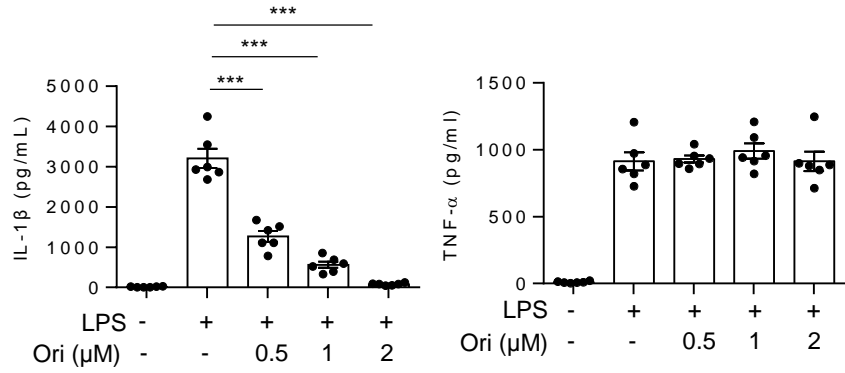 ***
***
***
IL-1β (pg/mL)
5000
4000
3000
2000
1000
0
LPS - + + + +
Ori (μM) - - 0.5 1 2
TNF-α (pg/ml)
1500
1000
500
0
LPS - + + + +
Ori (μM) - - 0.5 1 2